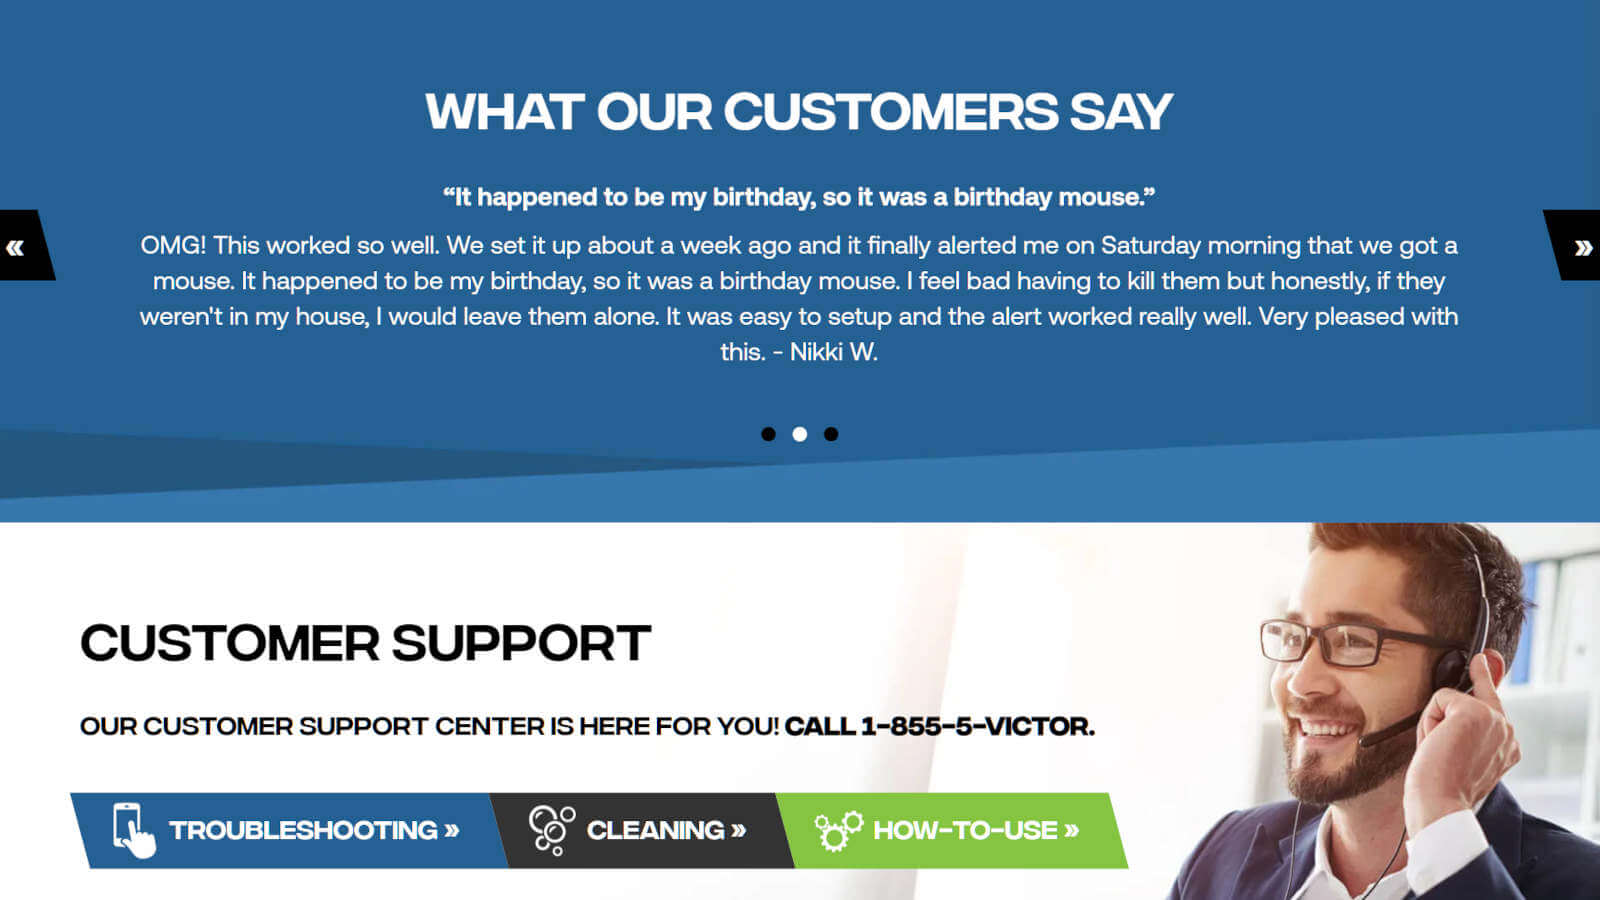 WHAT OUR CUSTOMERS SAY
“It happened to be my birthday, so it was a birthday mouse.”
«
»
OMG! This worked so well. We set it up about a week ago and it finally alerted me on Saturday morning that we got a
mouse. It happened to be my birthday, so it was a birthday mouse. I feel bad having to kill them but honestly, if they
weren't in my house, I would leave them alone. It was easy to setup and the alert worked really well. Very pleased with
this. - Nikki W.
CUSTOMER SUPPORT
OUR CUSTOMER SUPPORT CENTER IS HERE FOR YOU! CALL 1-855-5-VICTOR.
TROUBLESHOOTING » CLEANING » HOW-TO-USE »